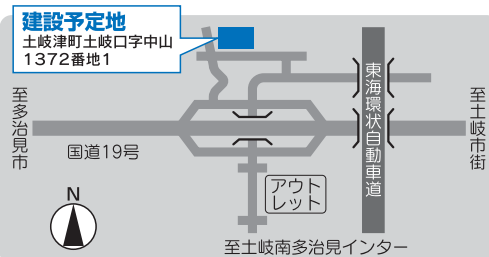 建設予定地
土岐津町土岐口字中山
1372番地1
東海環状自動車道
至多治見市
至土岐市街
国道19号
N
アウト
レット
至土岐南多治見インター